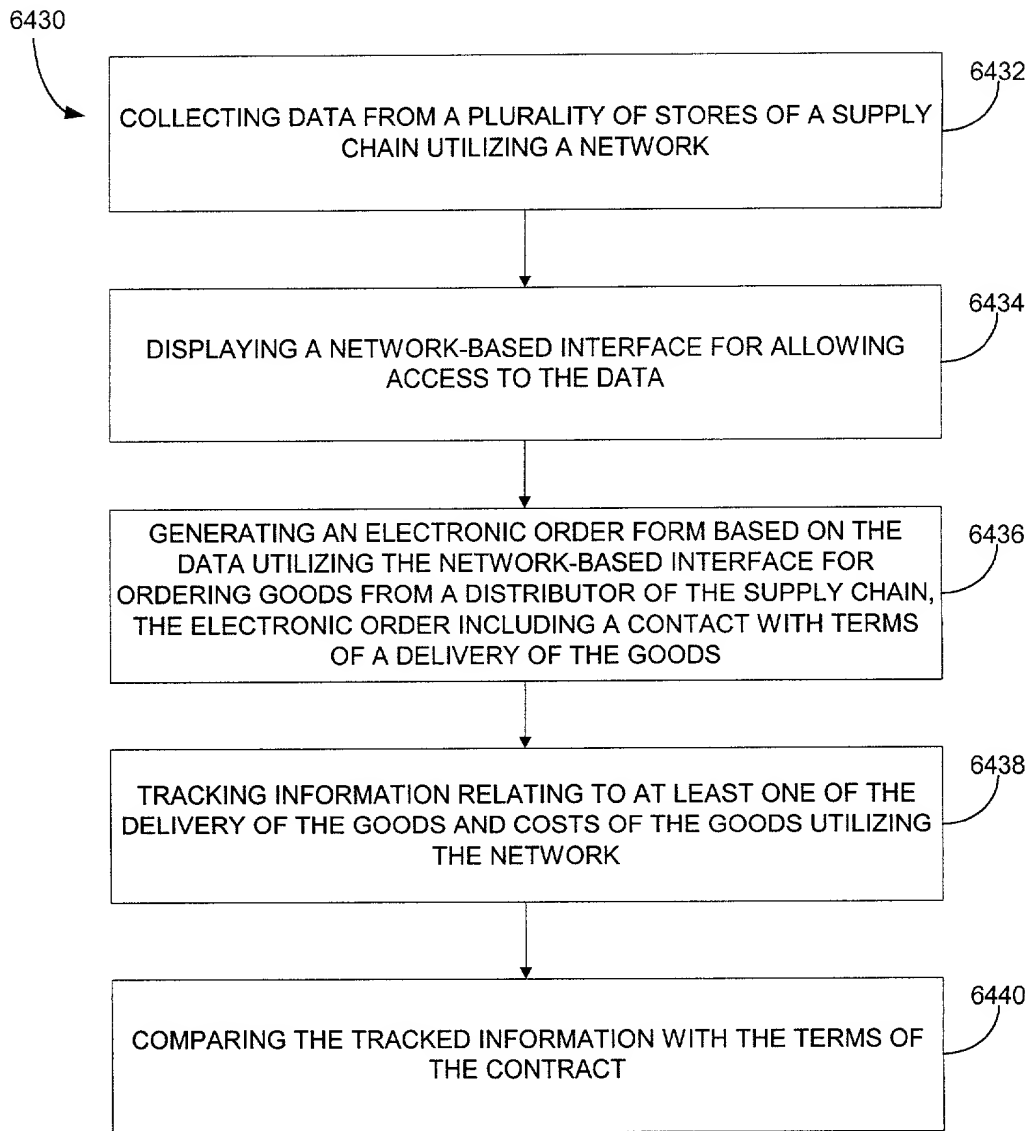 6430
6432
COLLECTING DATA FROM A PLURALITY OF STORES OF A SUPPLY
CHAIN UTILIZING A NETWORK
6434
DISPLAYING A NETWORK-BASED INTERFACE FOR ALLOWING
ACCESS TO THE DATA
GENERATING AN ELECTRONIC ORDER FORM BASED ON THE
DATA UTILIZING THE NETWORK-BASED INTERFACE FOR
6436
ORDERING GOODS FROM A DISTRIBUTOR OF THE SUPPLY CHAIN,
THE ELECTRONIC ORDER INCLUDING A CONTACT WITH TERMS
OF A DELIVERY OF THE GOODS
6438
TRACKING INFORMATION RELATING TO AT LEAST ONE OF THE
DELIVERY OF THE GOODS AND COSTS OF THE GOODS UTILIZING
THE NETWORK
6440
COMPARING THE TRACKED INFORMATION WITH THE TERMS OF
THE CONTRACT